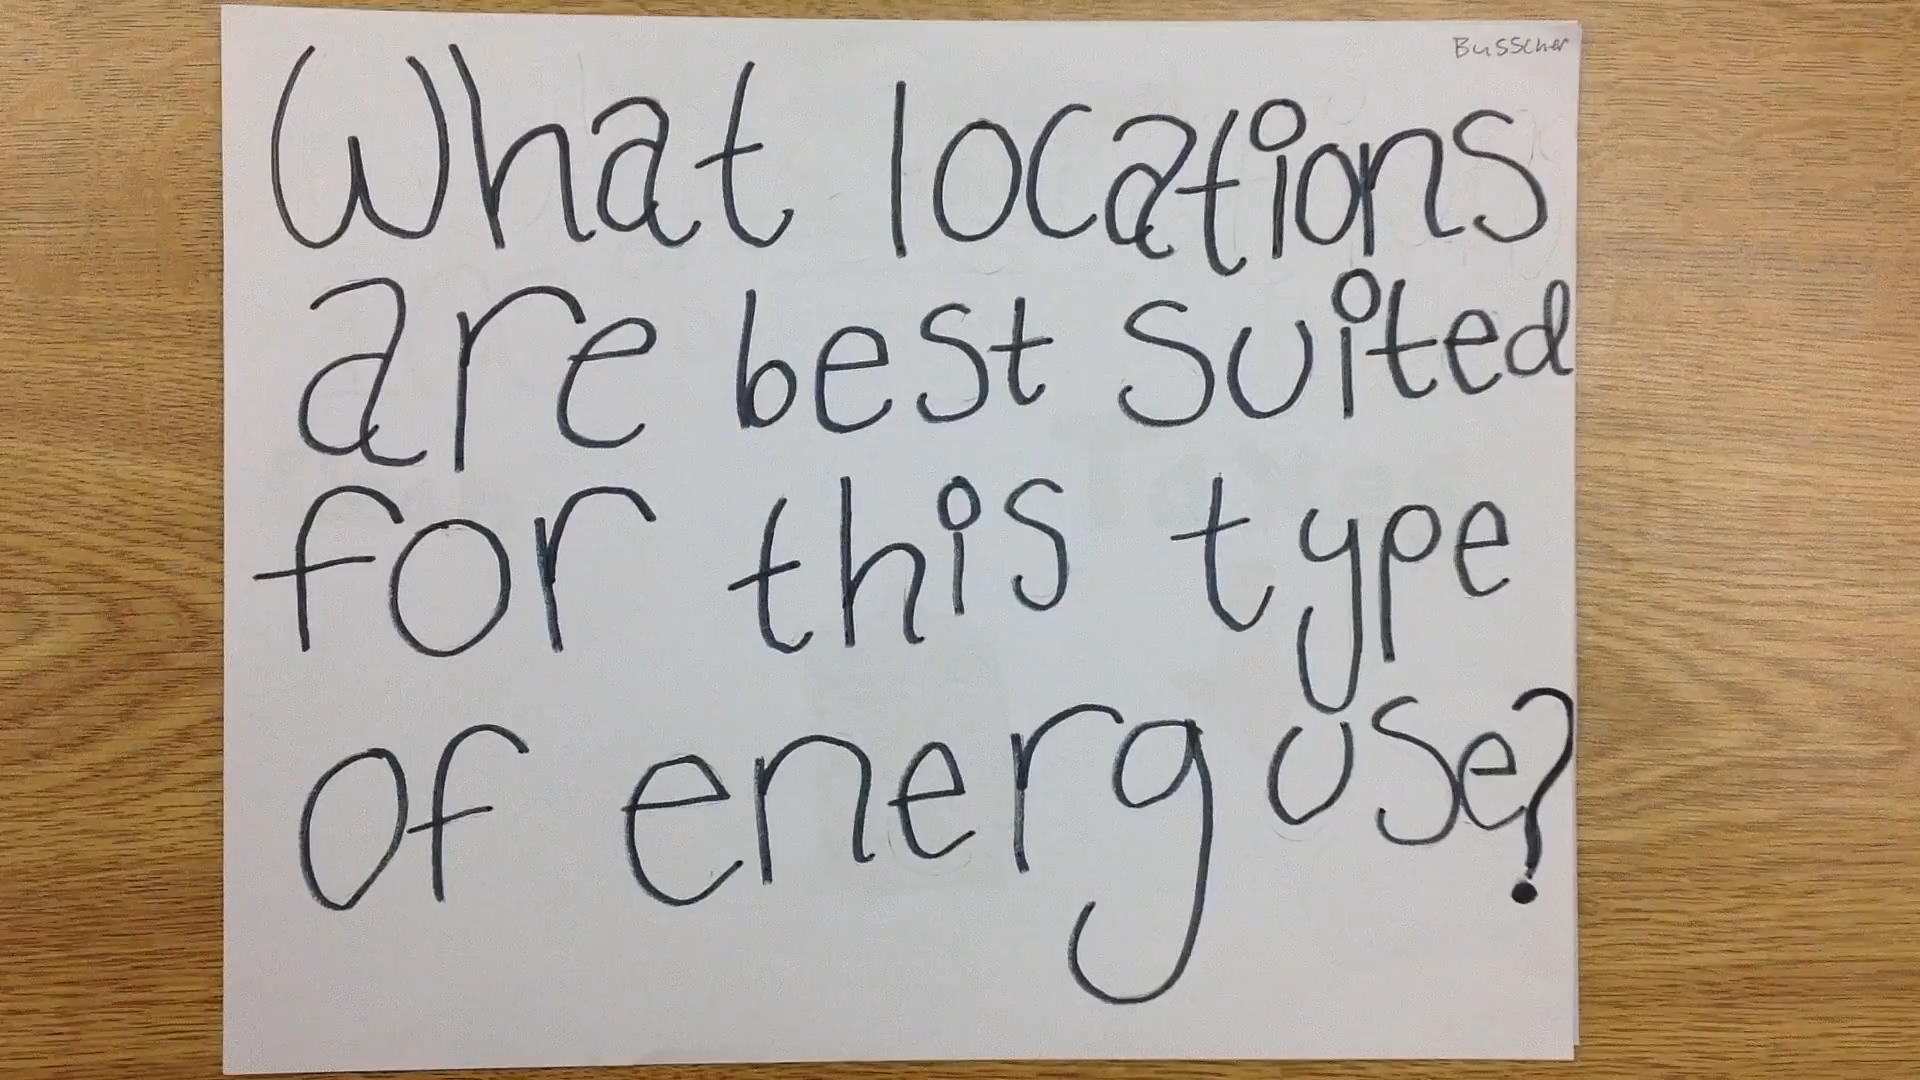 Busscher
What locations
are best suited
for this type
of energ use?